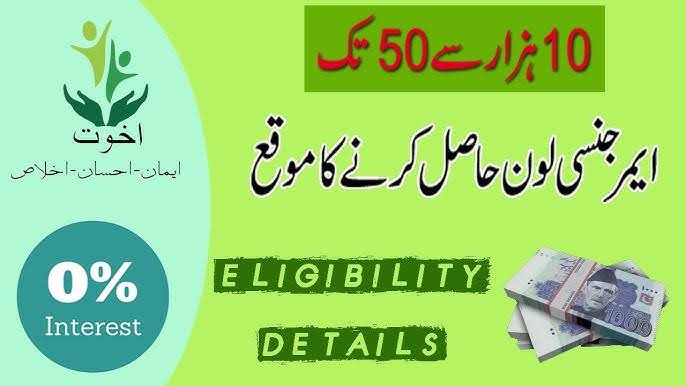 10 ہزار سے 50 تک
ایمرجنسی لون حاصل کرنے کا موقع
اخوت
ایمان-احسان-اخلاص
0%
Interest
ELIGIBILITY
DETAILS
1000